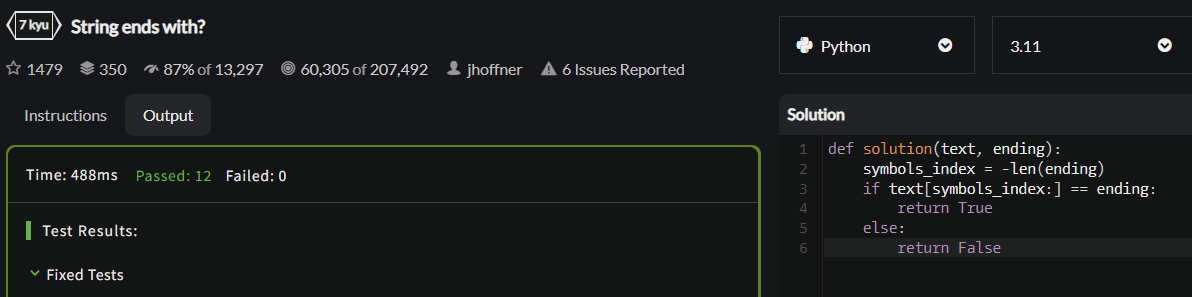 7 kyu String ends with?
1479 350 87% of 13,297 60,305 of 207,492 jhoffner 6 Issues Reported
Instructions Output
Time: 488ms Passed: 12 Failed: 0
Test Results:
Fixed Tests
Python 3.11
Solution
1 def solution(text, ending):
2     symbols_index = -len(ending)
3     if text[symbols_index:] == ending:
4         return True
5     else:
6         return False